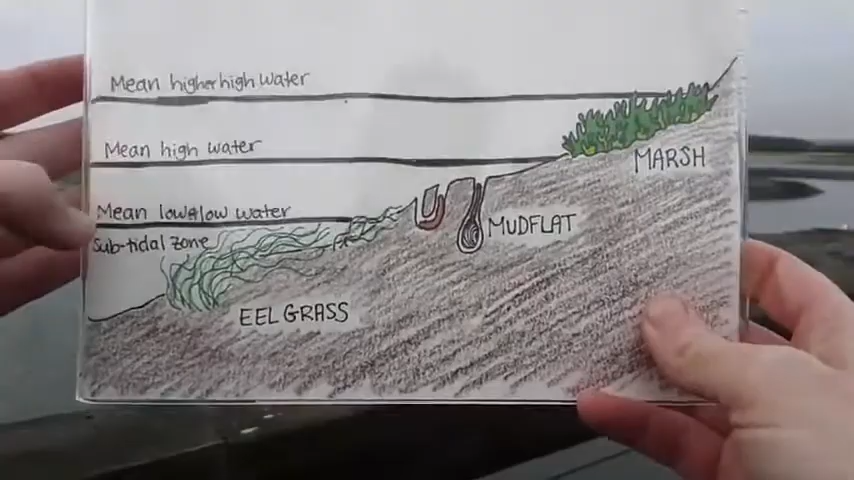 Mean higher high water
Mean high water
MARSH
Mean low&low water
MUDFLAT
Sub-tidal zone
EEL GRASS